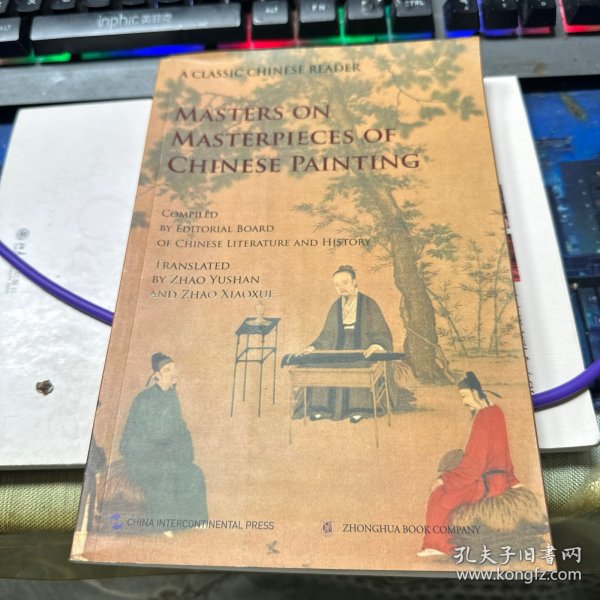 inphic 英菲克
A CLASSIC CHINESE READER
MASTERS ON
MASTERPIECES OF
CHINESE PAINTING
COMPILED
BY EDITORIAL BOARD
OF CHINESE LITERATURE AND HISTORY
TRANSLATED
BY ZHAO YUSHAN
AND ZHAO XIAOXUE
CHINA INTERCONTINENTAL PRESS
ZHONGHUA BOOK COMPANY
孔夫子旧书网
www.kongfz.com